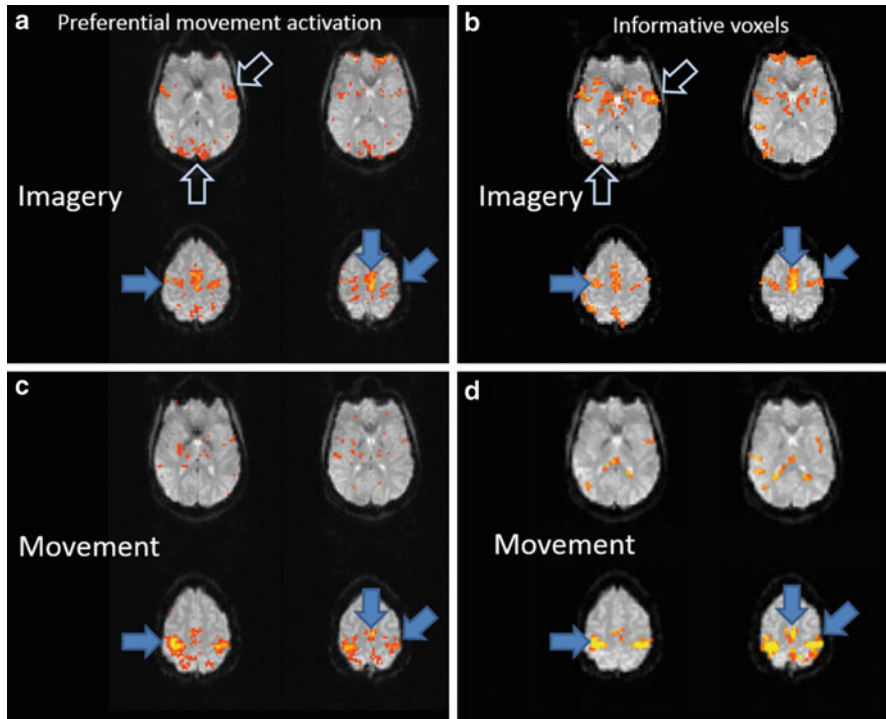 a Preferential movement activation
b Informative voxels
Imagery
Imagery
c
d
Movement
Movement